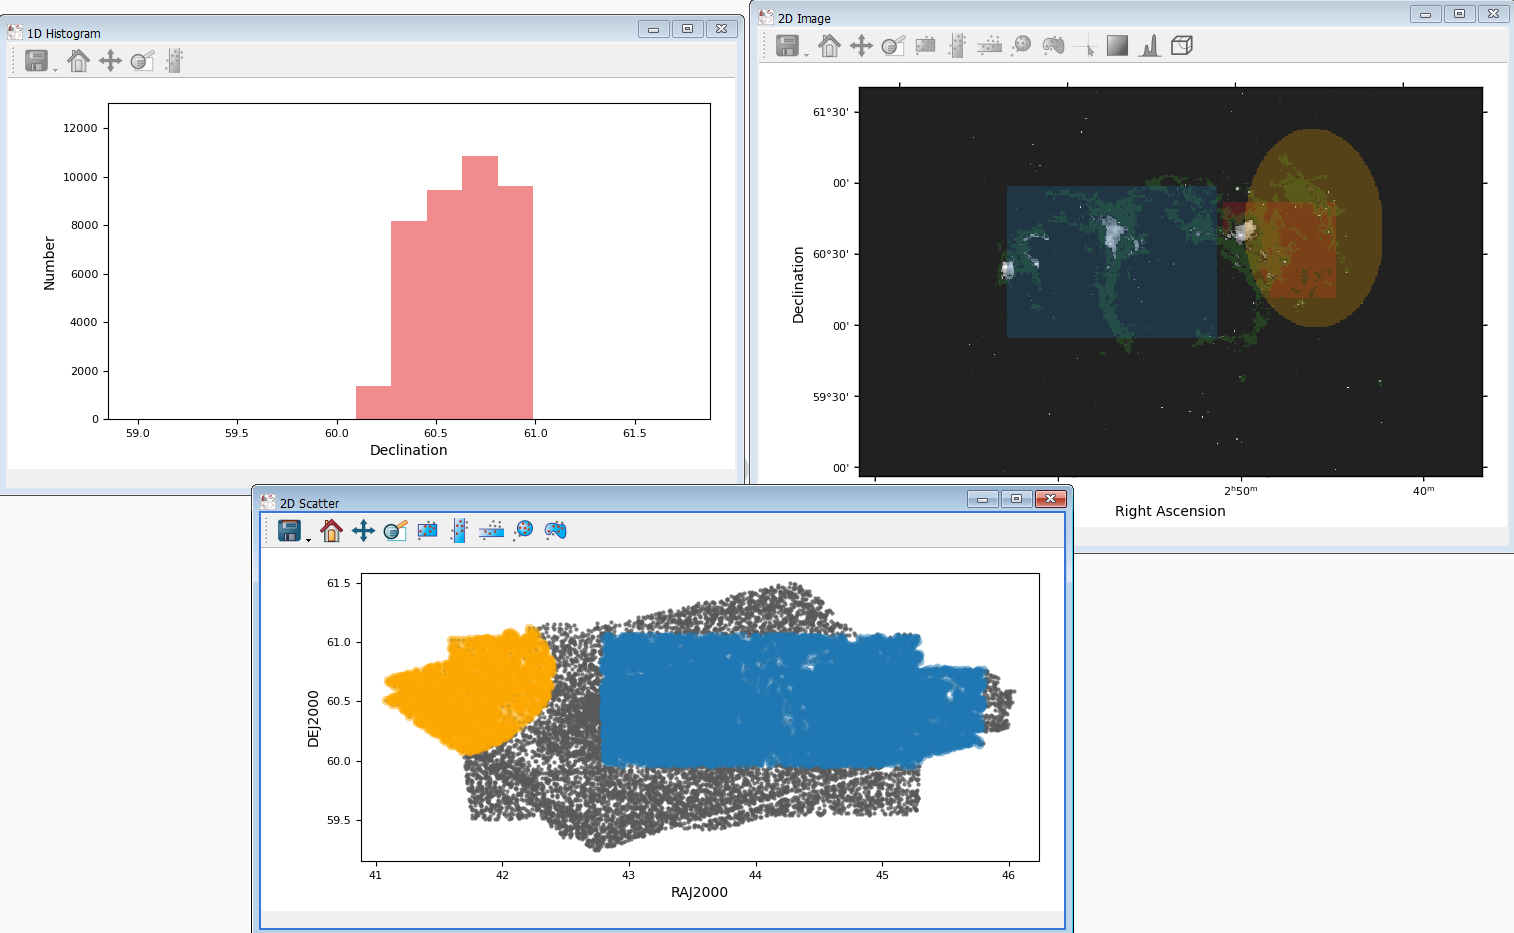 1D Histogram
12000
10000
8000
6000
4000
2000
0
Number
59.0 59.5 60.0 60.5 61.0 61.5
Declination
2D Image
61°30'
00'
60°30'
00'
59°30'
00'
Declination
2ʰ50ᵐ 40ᵐ
Right Ascension
2D Scatter
61.5
61.0
60.5
60.0
59.5
DEJ2000
41 42 43 44 45 46
RAJ2000